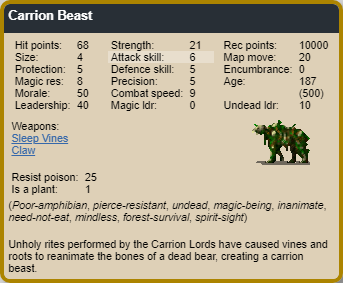 Carrion Beast
Hit points: 68 Strength: 21 Rec points: 10000
Size: 4 Attack skill: 6 Map move: 20
Protection: 5 Defence skill: 5 Encumbrance: 0
Magic res: 8 Precision: 5 Age: 187
Morale: 50 Combat speed: 9 (500)
Leadership: 40 Magic ldr: 0 Undead ldr: 10
Weapons:
Sleep Vines
Claw
Resist poison: 25
Is a plant: 1
(Poor-amphibian, pierce-resistant, undead, magic-being, inanimate,
need-not-eat, mindless, forest-survival, spirit-sight)
Unholy rites performed by the Carrion Lords have caused vines and
roots to reanimate the bones of a dead bear, creating a carrion
beast.